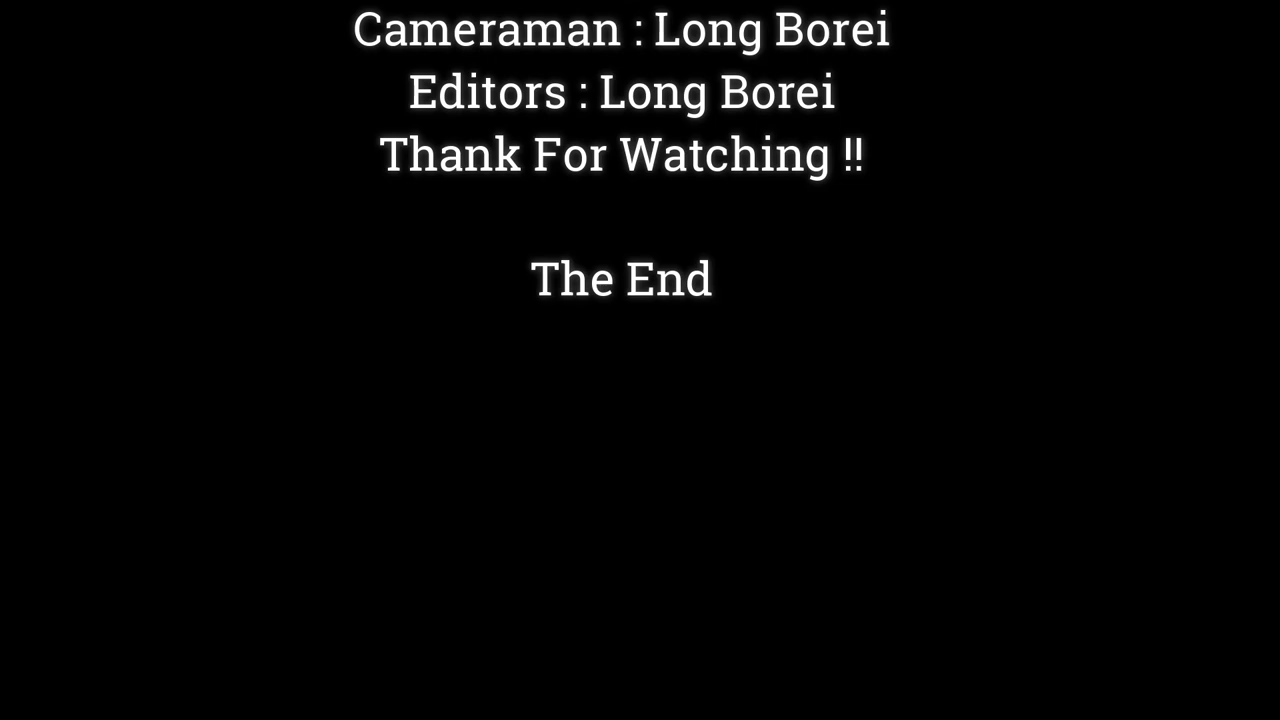 Cameraman : Long Borei
Editors : Long Borei
Thank For Watching !!
The End